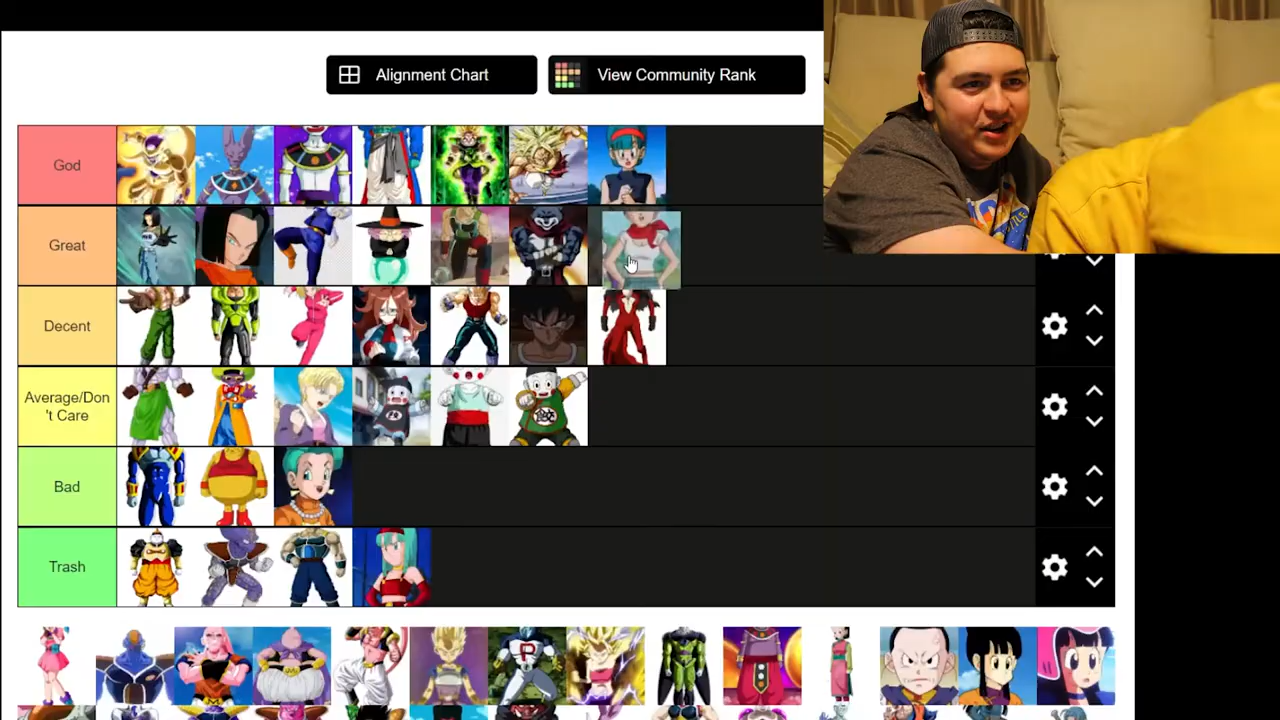 Alignment Chart
View Community Rank
God
Great
Decent
Average/Don
't Care
Bad
Trash